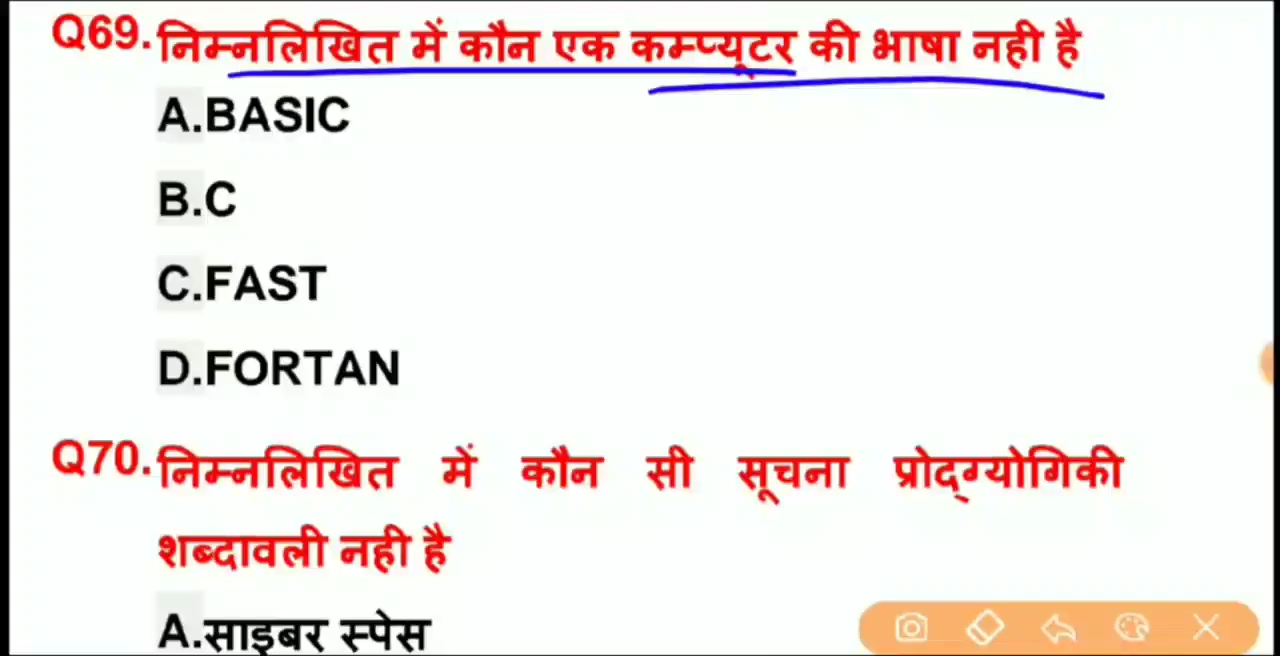 Q69. निम्नलिखित में कौन एक कम्प्यूटर की भाषा नही है
A.BASIC
B.C
C.FAST
D.FORTAN
Q70. निम्नलिखित में कौन सी सूचना प्रोद्ग्योगिकी
शब्दावली नही है
A.साइबर स्पेस